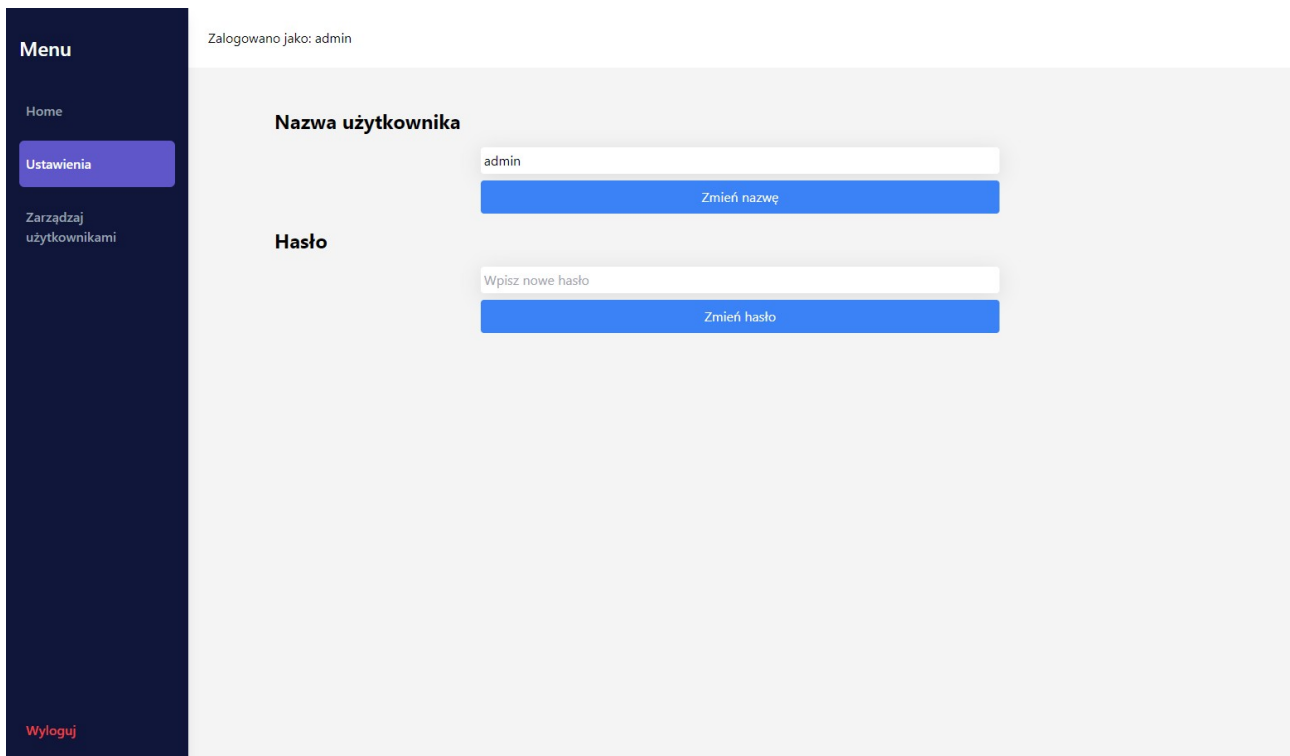 Menu
Home
Ustawienia
Zarządzaj
użytkownikami
Wyloguj
Zalogowano jako: admin
Nazwa użytkownika
admin
Zmień nazwę
Hasło
Wpisz nowe hasło
Zmień hasło